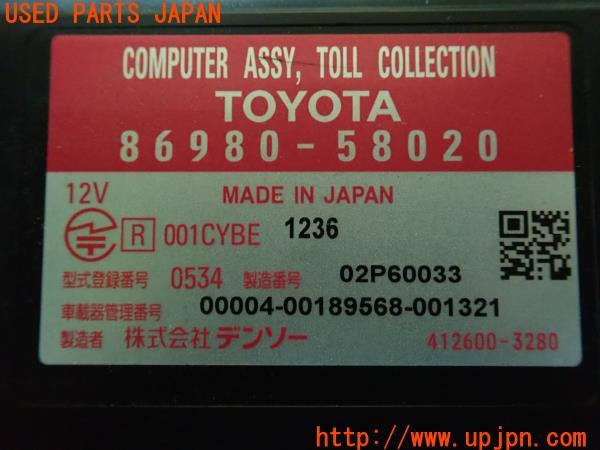 USED PARTS JAPAN
COMPUTER ASSY, TOLL COLLECTION
TOYOTA
86980-58020
12V MADE IN JAPAN
R 001CYBE 1236
型式登録番号 0534 製造番号 02P60033
車載器管理番号 00004-00189568-001321
製造者 株式会社デンソー 412600-3280
UPJ http://www.upjpn.com/